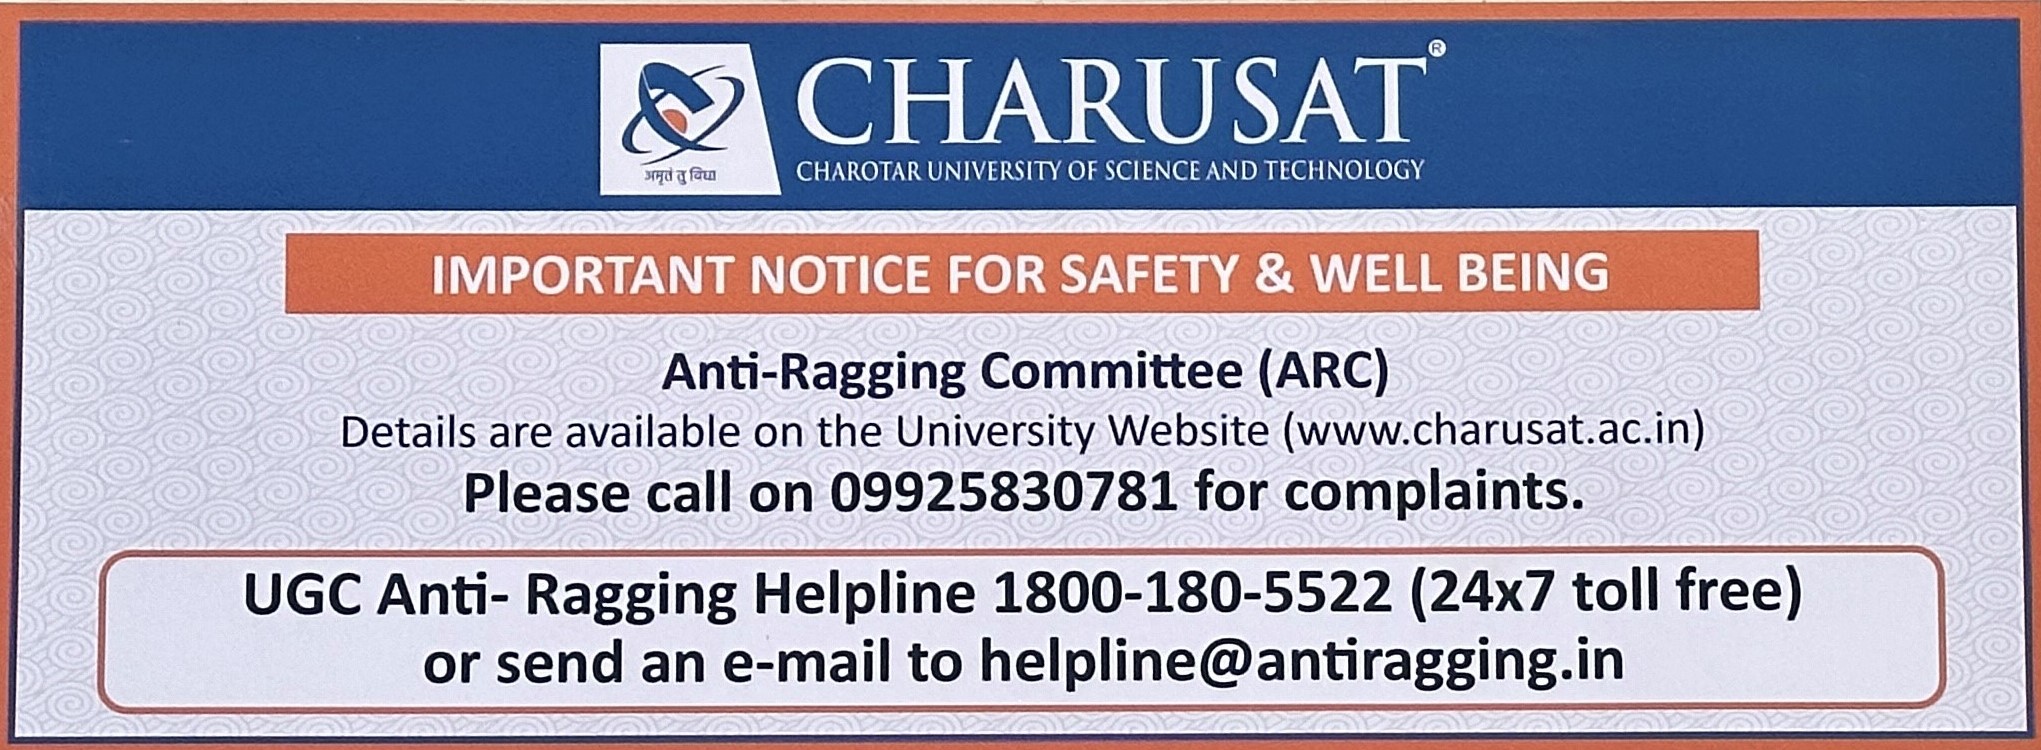 CHARUSAT®
अमृतं तु विद्या
CHAROTAR UNIVERSITY OF SCIENCE AND TECHNOLOGY
IMPORTANT NOTICE FOR SAFETY & WELL BEING
Anti-Ragging Committee (ARC)
Details are available on the University Website (www.charusat.ac.in)
Please call on 09925830781 for complaints.
UGC Anti- Ragging Helpline 1800-180-5522 (24x7 toll free)
or send an e-mail to helpline@antiragging.in